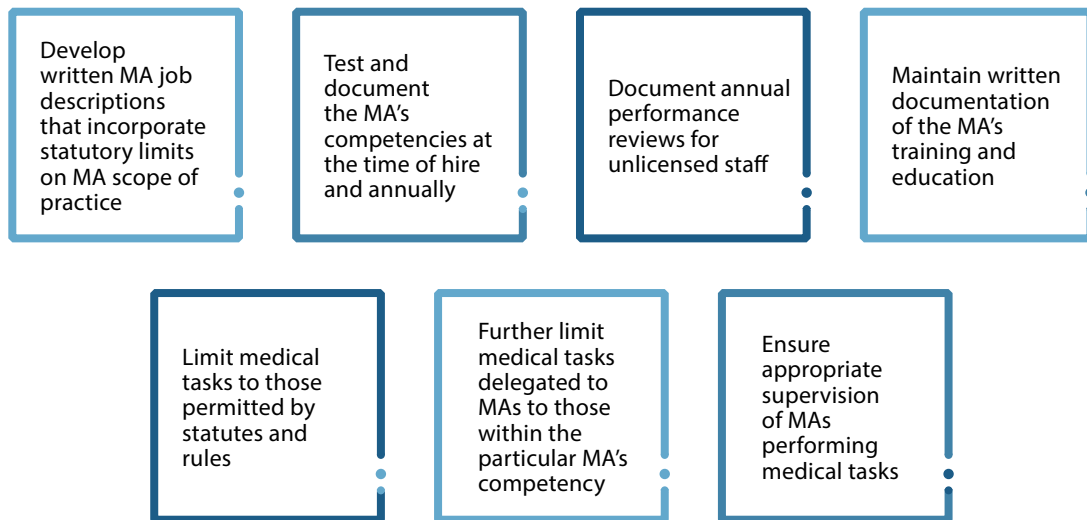 Develop
written MA job
descriptions
that incorporate
statutory limits
on MA scope of
practice
Test and
document
the MA’s
competencies at
the time of hire
and annually
Document annual
performance
reviews for
unlicensed staff
Maintain written
documentation
of the MA’s
training and
education
Limit medical
tasks to those
permitted by
statutes and
rules
Further limit
medical tasks
delegated to
MAs to those
within the
particular MA’s
competency
Ensure
appropriate
supervision
of MAs
performing
medical tasks